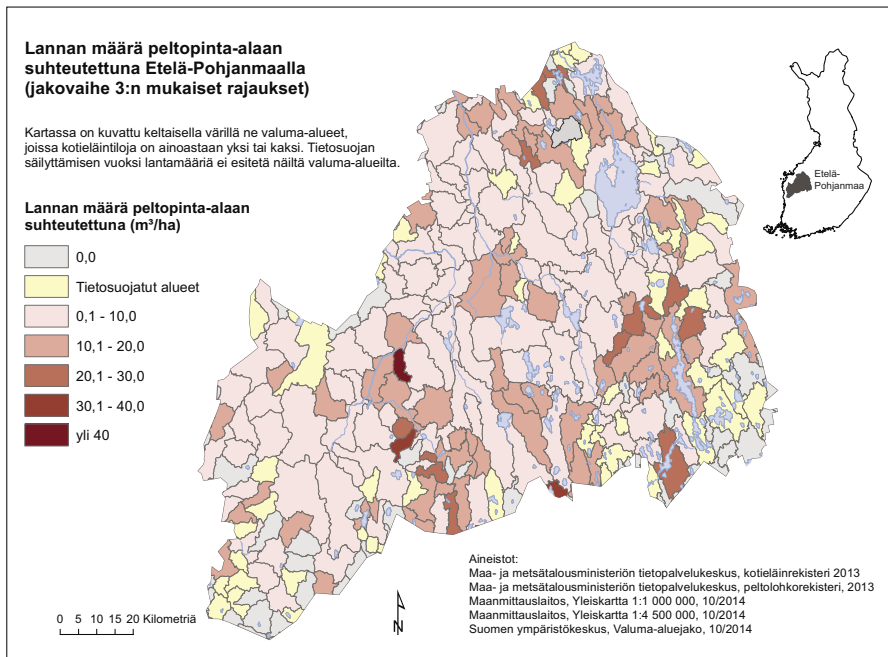 Lannan määrä peltopinta-alaan
suhteutettuna Etelä-Pohjanmaalla
(jakovaihe 3:n mukaiset rajaukset)
Kartassa on kuvattu keltaisella värillä ne valuma-alueet,
joissa kotieläintiloja on ainoastaan yksi tai kaksi. Tietosuojan
säilyttämisen vuoksi lantamääriä ei esitetä näiltä valuma-alueilta.
Lannan määrä peltopinta-alaan
suhteutettuna (m³/ha)
0,0
Tietosuojatut alueet
0,1 - 10,0
10,1 - 20,0
20,1 - 30,0
30,1 - 40,0
yli 40
Etelä-
Pohjanmaa
0 5 10 15 20 Kilometriä
N
Aineistot:
Maa- ja metsätalousministeriön tietopalvelukeskus, kotieläinrekisteri 2013
Maa- ja metsätalousministeriön tietopalvelukeskus, peltolohkorekisteri, 2013
Maanmittauslaitos, Yleiskartta 1:1 000 000, 10/2014
Maanmittauslaitos, Yleiskartta 1:4 500 000, 10/2014
Suomen ympäristökeskus, Valuma-aluejako, 10/2014